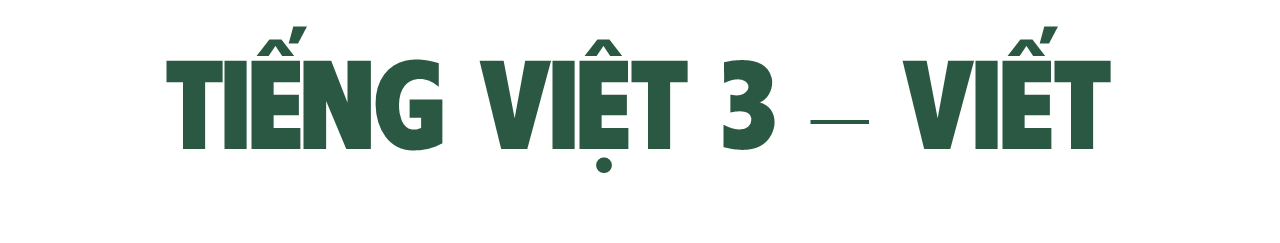 TIẾNG VIỆT 3 — VIẾT